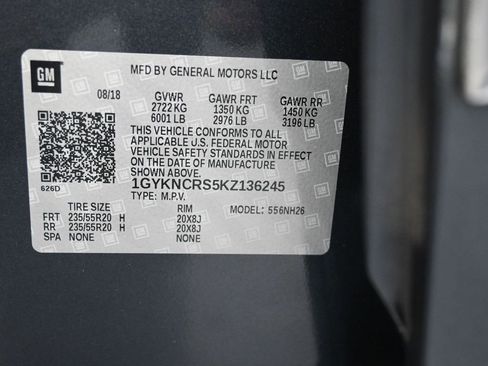 GM
MFD BY GENERAL MOTORS LLC
08/18 GVWR GAWR FRT GAWR RR
2722 KG 1350 KG 1450 KG
6001 LB 2976 LB 3196 LB
THIS VEHICLE CONFORMS TO ALL
APPLICABLE U.S. FEDERAL MOTOR
VEHICLE SAFETY STANDARDS IN EFFECT
ON THE DATE OF MANUFACTURE
SHOWN ABOVE.
626D 1GYKNCRS5KZ136245
TYPE: M.P.V.
TIRE SIZE RIM MODEL: 556NH26
FRT 235/55R20 H 20X8J
RR 235/55R20 H 20X8J
SPA NONE NONE